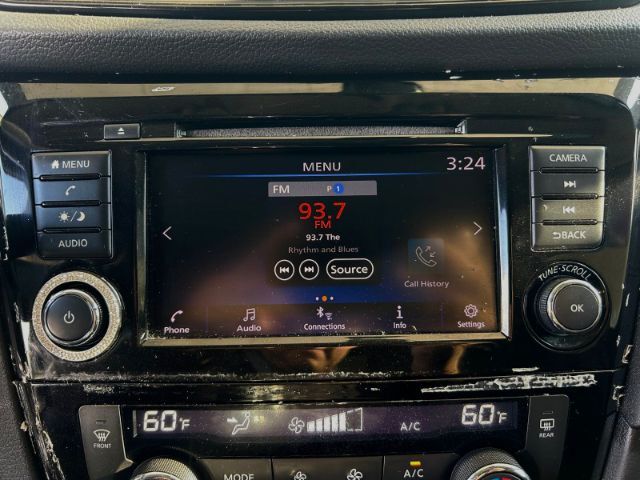 MENU
MENU
3:24
CAMERA
FM P 1
93.7
FM
93.7 The
Rhythm and Blues
Source
Call History
AUDIO
BACK
TUNE·SCROLL
OK
Phone
Audio
Connections
Info
Settings
60°F
A/C
60°F
FRONT
REAR
MODE
A/C